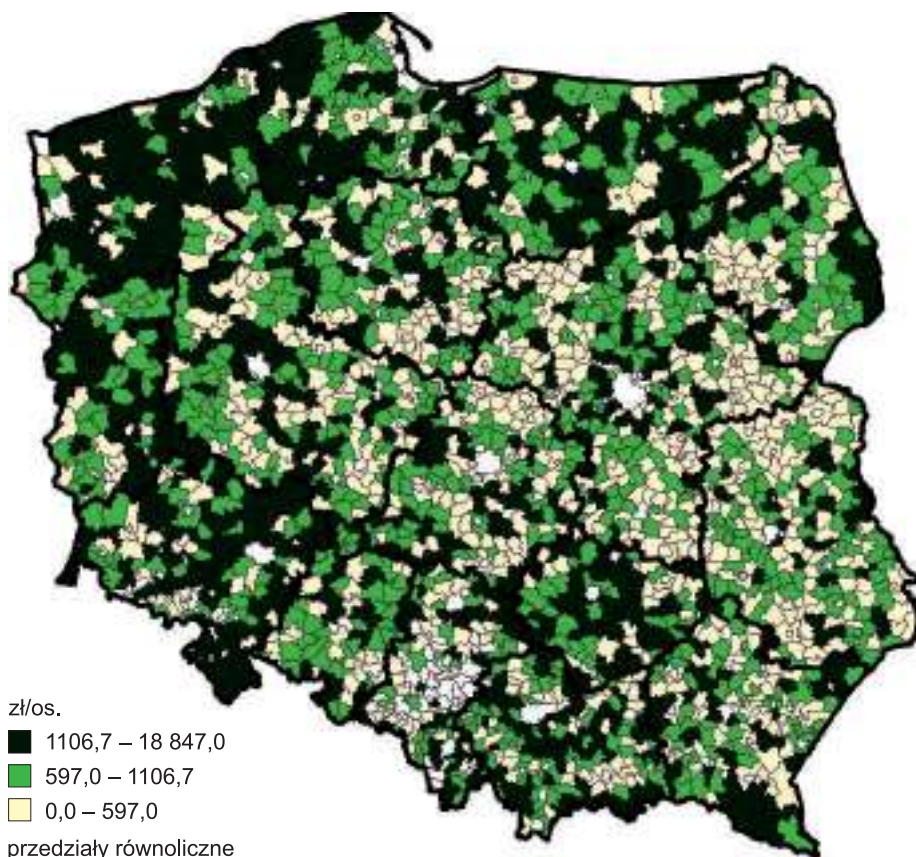 zł/os.
1106,7 – 18 847,0
597,0 – 1106,7
0,0 – 597,0
przedziały równoliczne